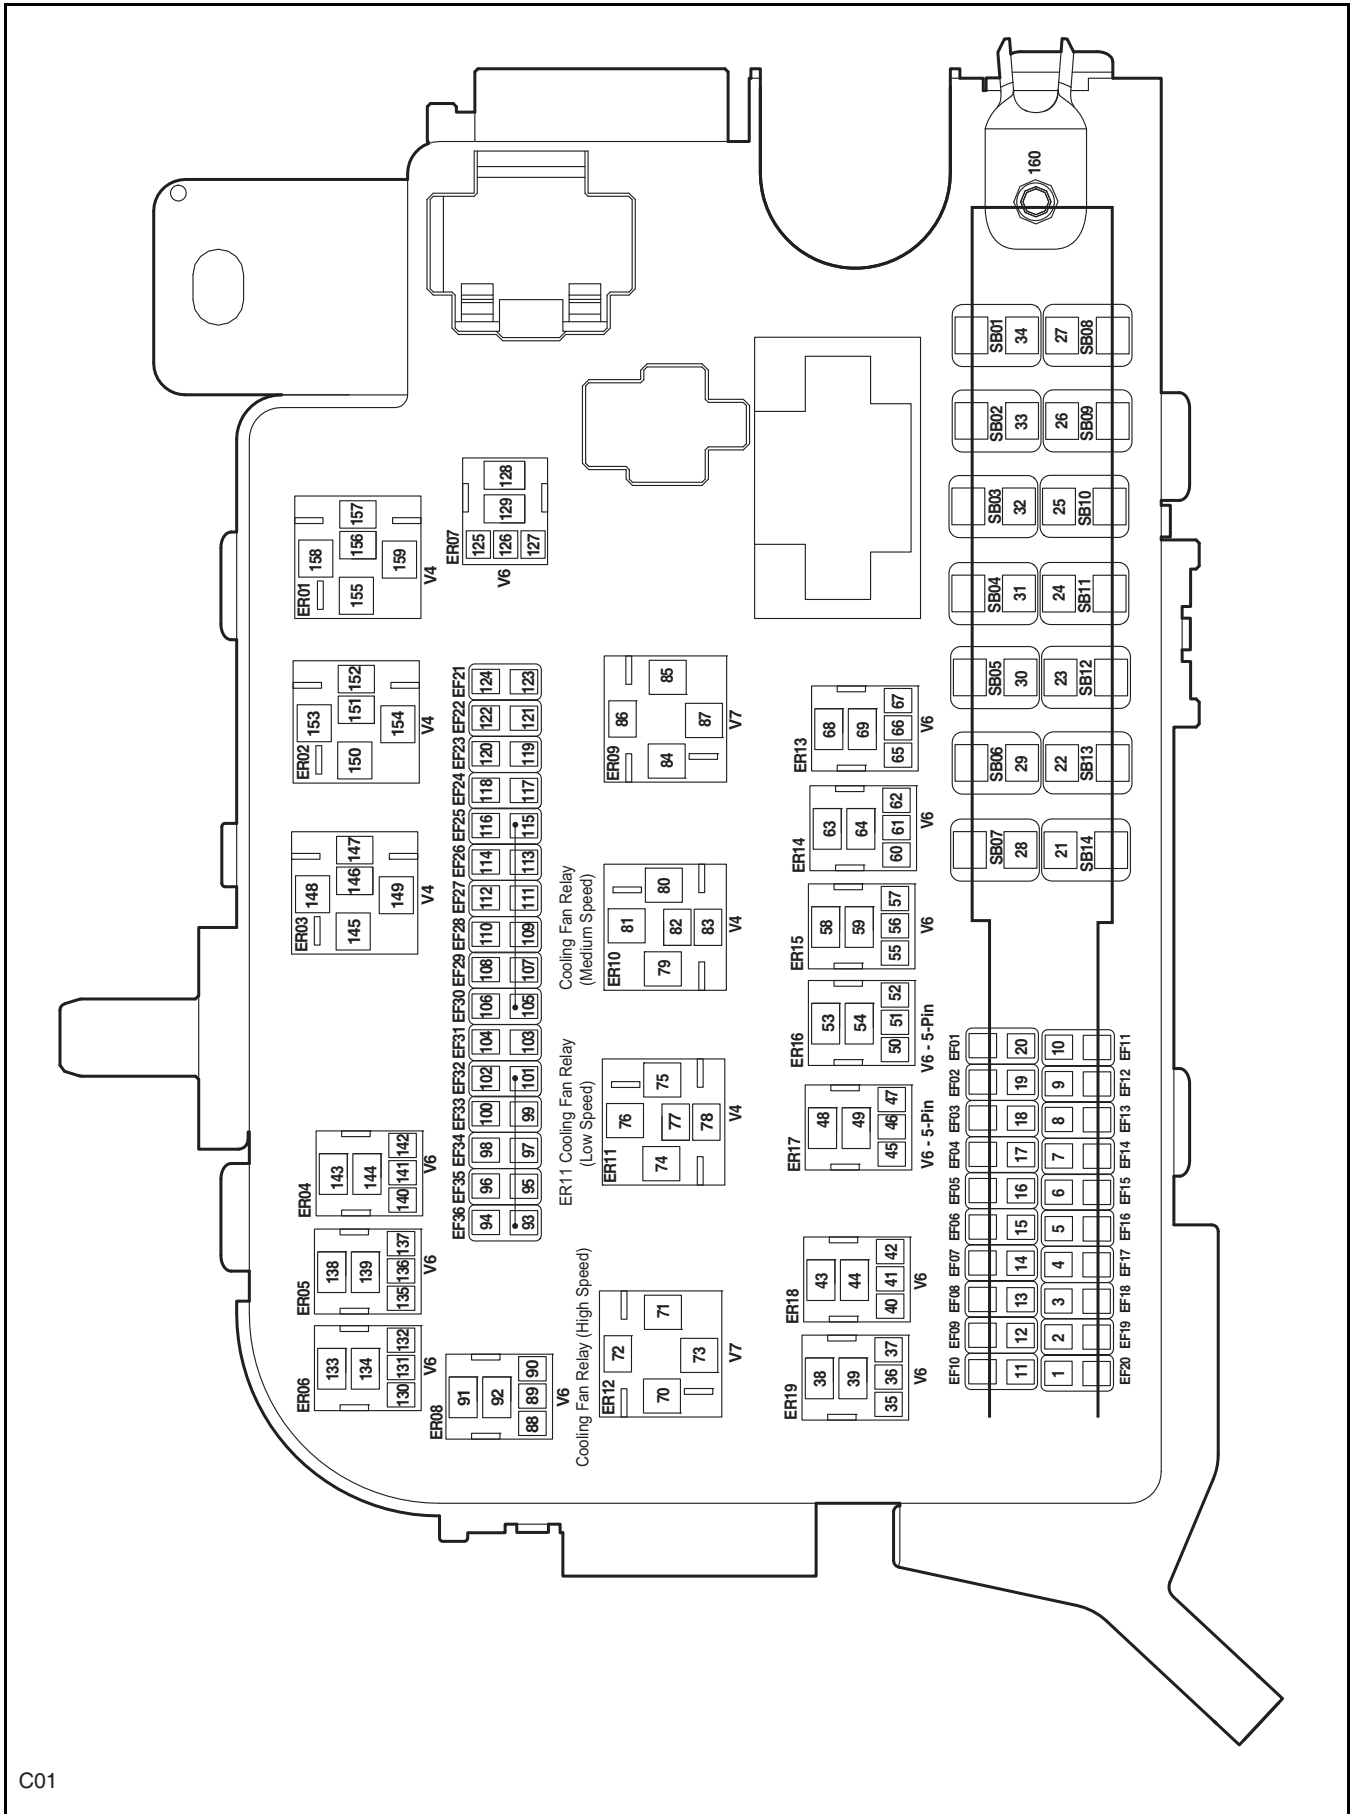 160
SB01
34
27
SB08
SB02
33
26
SB09
SB03
32
25
SB10
SB04
31
24
SB11
SB05
30
23
SB12
SB06
29
22
SB13
SB07
28
21
SB14
ER01
158
157
156
155
159
V4
ER07
128
129
125
126
127
V6
ER02
153
152
151
150
154
V4
ER03
148
147
146
145
149
V4
EF21
124
123
EF22
122
121
EF23
120
119
EF24
118
117
EF25
116
115
EF26
114
113
EF27
112
111
EF28
110
109
EF29
108
107
EF30
106
105
EF31
104
103
EF32
102
101
EF33
100
99
EF34
98
97
EF35
96
95
EF36
94
93
ER09
86
85
84
87
V7
Cooling Fan Relay
(Medium Speed)
ER10
81
80
82
83
79
V4
ER11 Cooling Fan Relay
(Low Speed)
ER11
76
75
77
78
74
V4
Cooling Fan Relay (High Speed)
ER12
72
71
70
73
V7
ER13
68
69
67
66
65
V6
ER14
63
64
62
61
60
V6
ER15
58
59
57
56
55
V6
ER16
53
54
52
51
50
V6 - 5-Pin
ER17
48
49
47
46
45
V6 - 5-Pin
ER18
43
44
42
41
40
V6
ER19
38
39
37
36
35
V6
ER04
143
144
142
141
140
V6
ER05
138
139
137
136
135
V6
ER06
133
134
132
131
130
V6
ER08
91
92
90
89
88
V6
EF01
20
10
EF11
EF02
19
9
EF12
EF03
18
8
EF13
EF04
17
7
EF14
EF05
16
6
EF15
EF06
15
5
EF16
EF07
14
4
EF17
EF08
13
3
EF18
EF09
12
2
EF19
EF10
11
1
EF20
C01